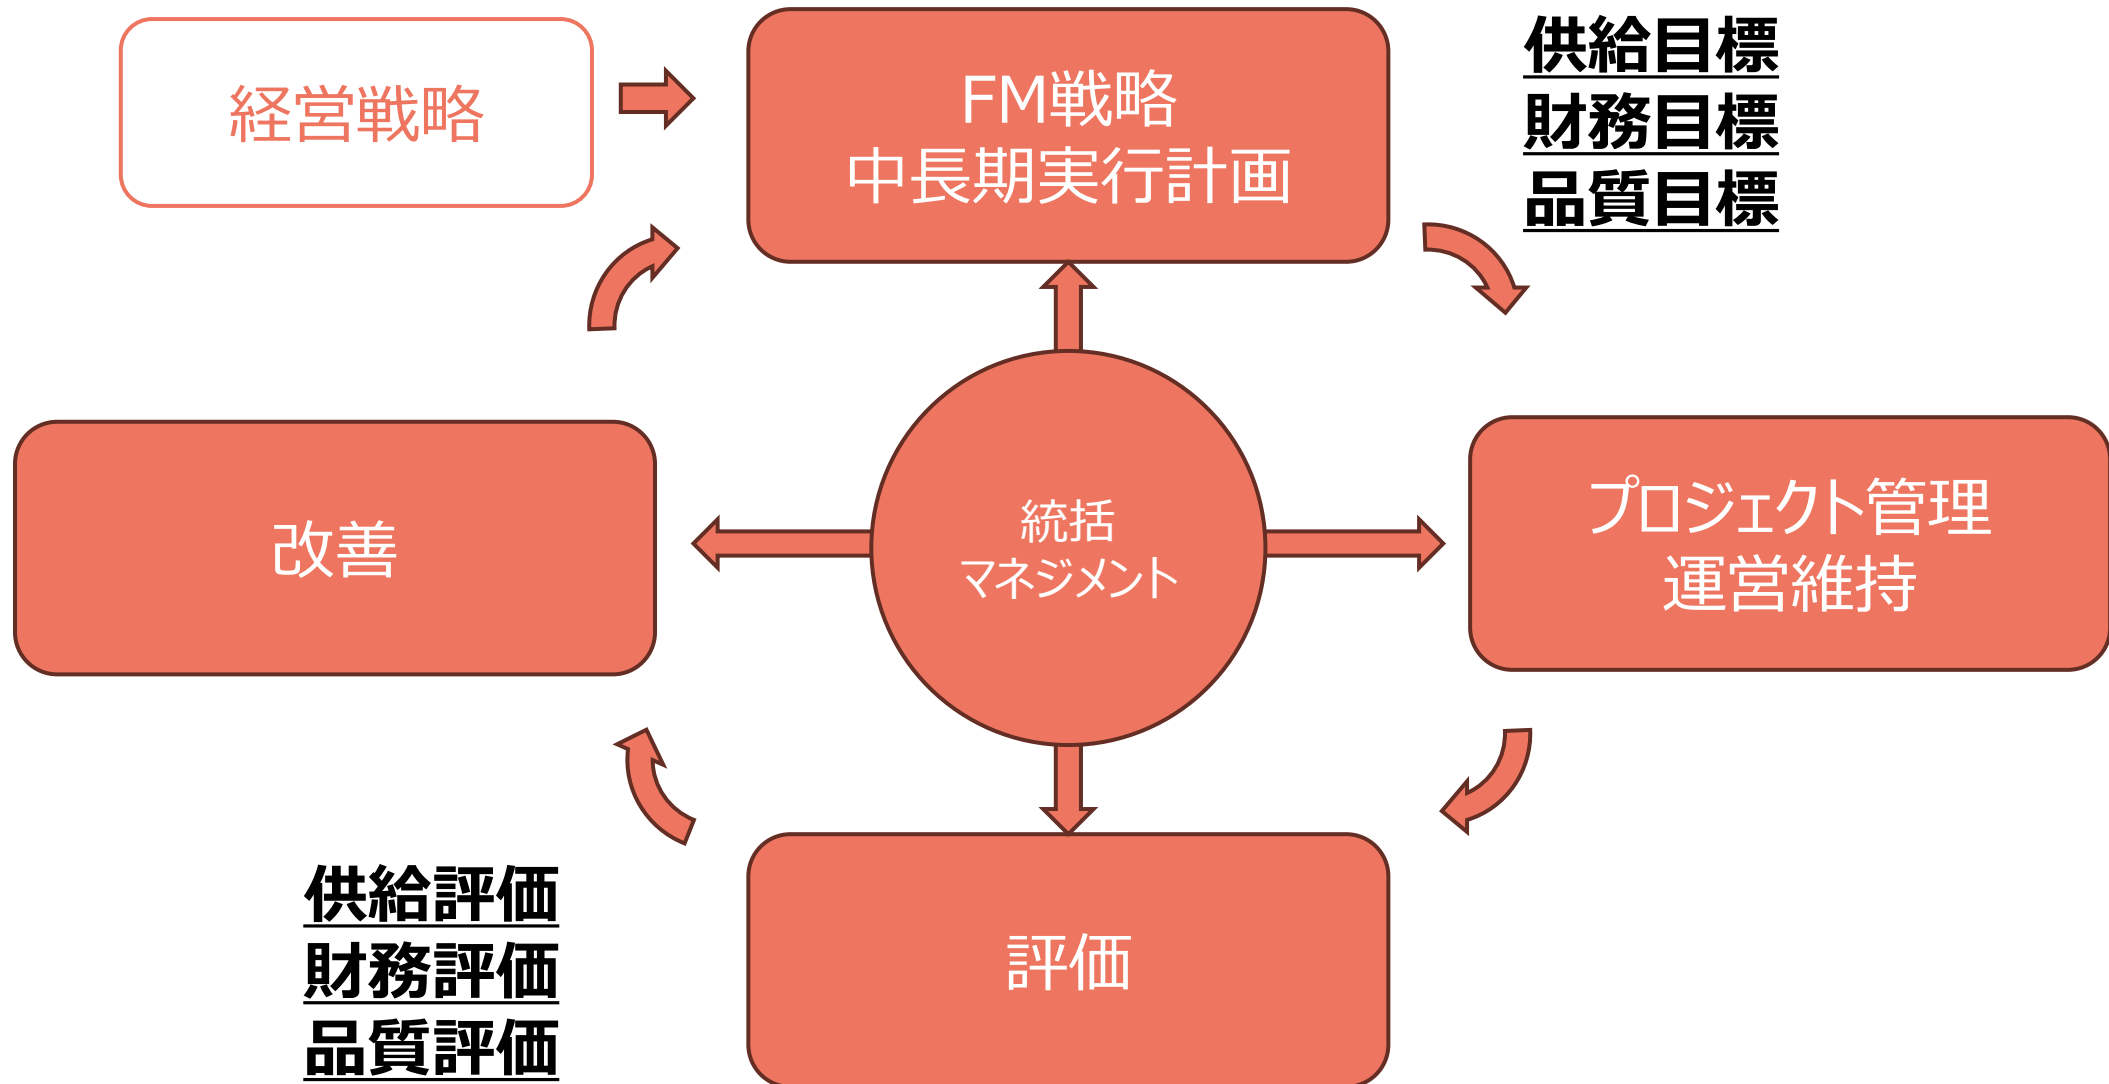 経営戦略
FM戦略
中長期実行計画
供給目標
財務目標
品質目標
改善
統括
マネジメント
プロジェクト管理
運営維持
供給評価
財務評価
品質評価
評価